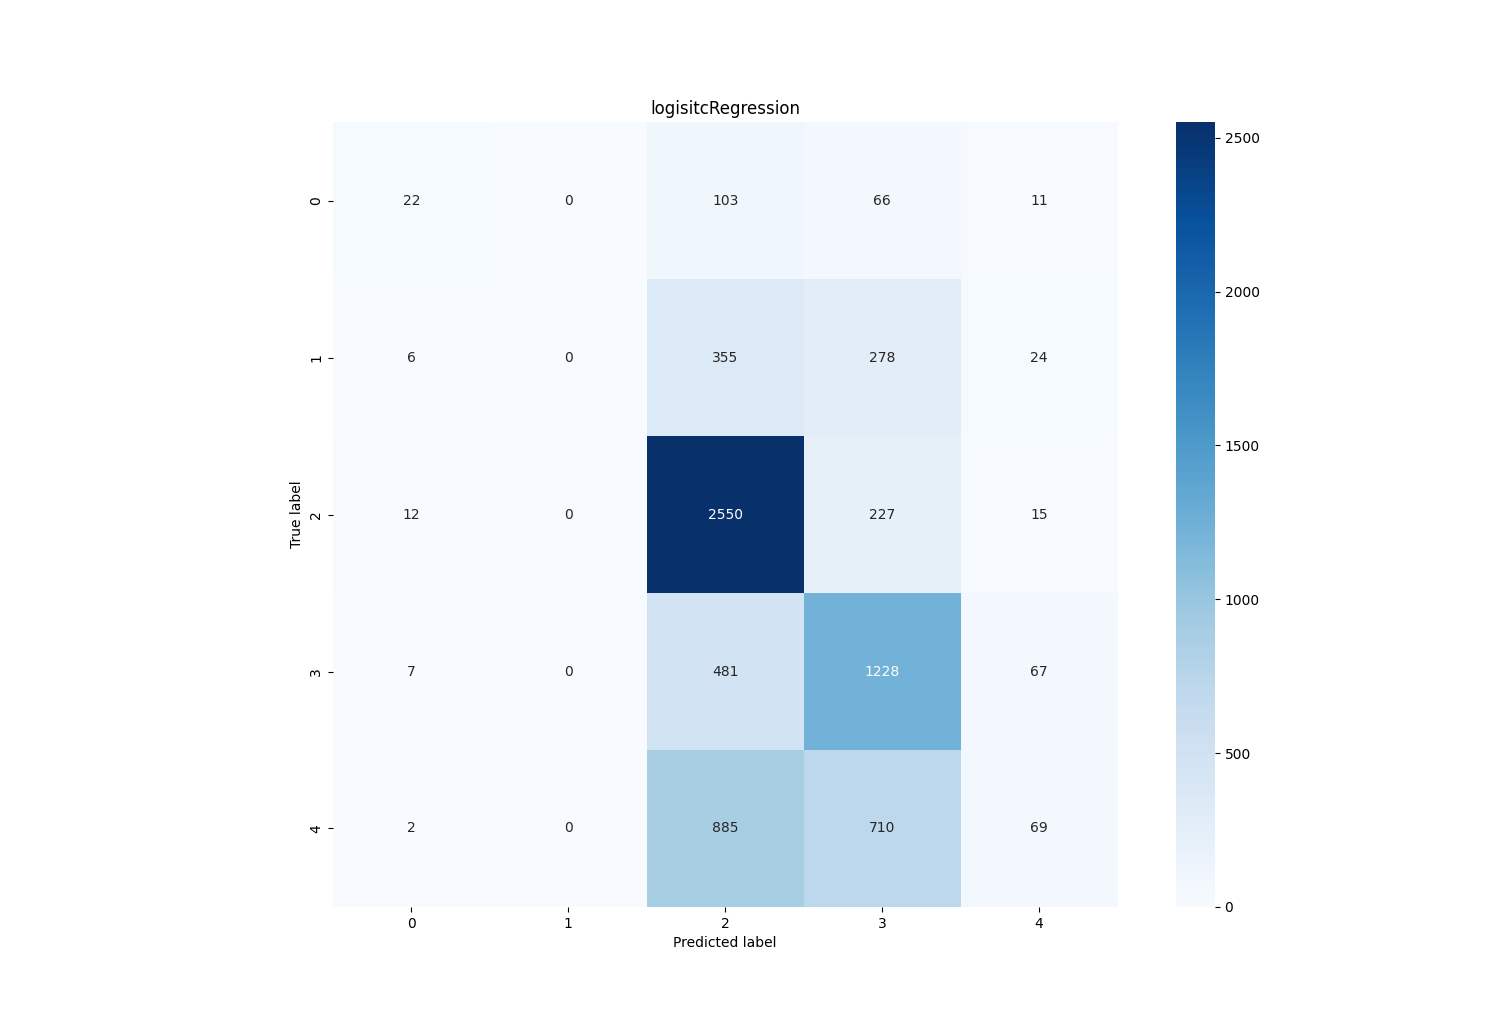 logisitcRegression
0 22 0 103 66 11 2500
2000
1 6 0 355 278 24
1500
2 12 0 2550 227 15
True label
1000
3 7 0 481 1228 67
500
4 2 0 885 710 69
0
0 1 2 3 4
Predicted label